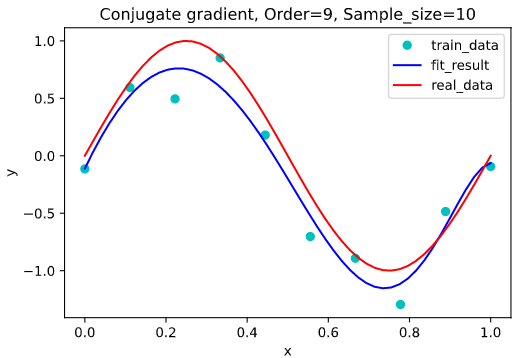 Conjugate gradient, Order=9, Sample_size=10
train_data
fit_result
real_data
1.0
0.5
0.0
−0.5
−1.0
y
0.0 0.2 0.4 0.6 0.8 1.0
x